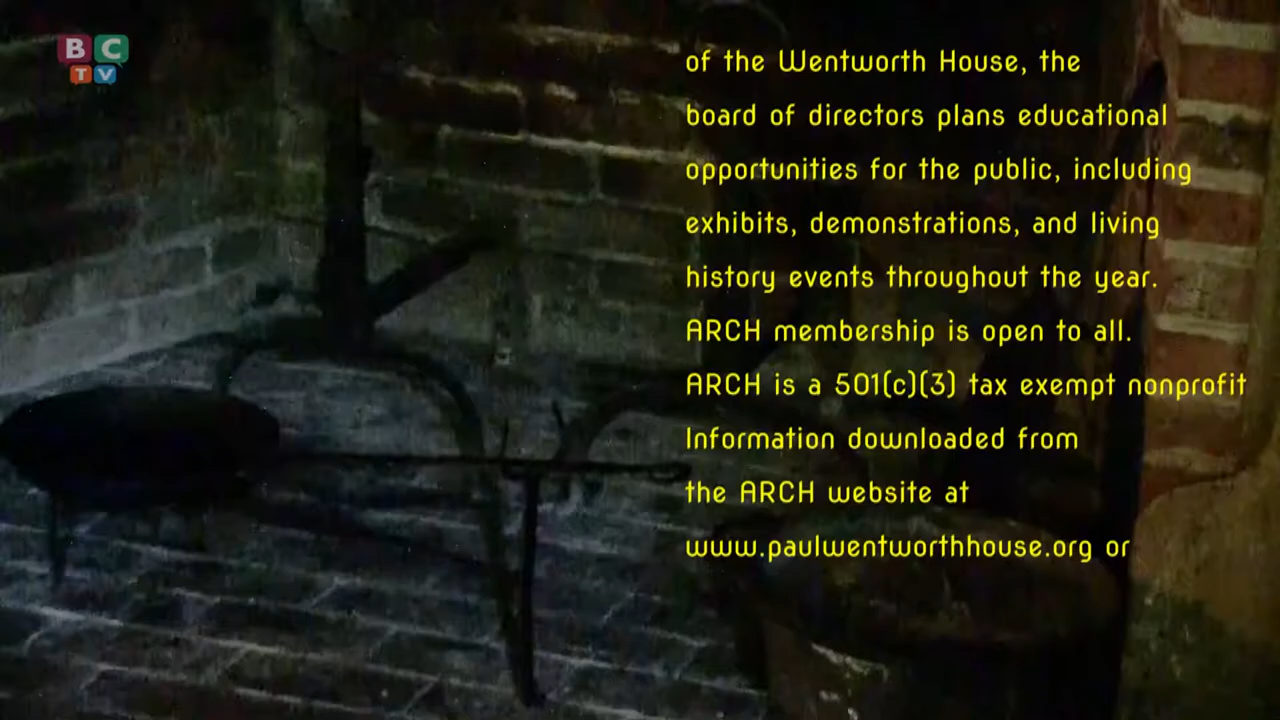 BC
TV
of the Wentworth House, the
board of directors plans educational
opportunities for the public, including
exhibits, demonstrations, and living
history events throughout the year.
ARCH membership is open to all.
ARCH is a 501(c)(3) tax exempt nonprofit
Information downloaded from
the ARCH website at
www.paulwentworthhouse.org or